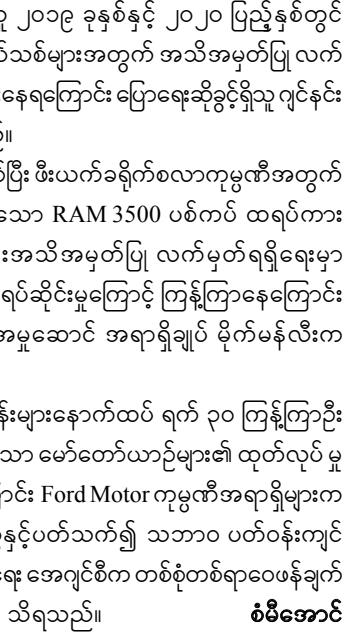 ု ၂၀၁၉ ခုနှစ်နှင့် ၂၀၂၀ ပြည့်နှစ်တွင်
ာ်သစ်များအတွက် အသိအမှတ်ပြု လက်
နေရကြောင်း ပြောရေးဆိုခွင့်ရှိသူ ဂျင်နင်း
ည်။
ာ်ပြီး ဖီးယက်ခရိုက်စလာကုမ္ပဏီအတွက်
သော RAM 3500 ပစ်ကပ် ထရပ်ကား
းအသိအမှတ်ပြု လက်မှတ်ရရှိရေးမှာ
ရပ်ဆိုင်းမှုကြောင့် ကြန့်ကြာနေကြောင်း
အမှုဆောင် အရာရှိချုပ် မိုက်မန်လီးက
န်းများနောက်ထပ် ရက် ၃၀ ကြန့်ကြာဦး
သော မော်တော်ယာဉ်များ၏ ထုတ်လုပ် မှု
ာင်း Ford Motor ကုမ္ပဏီအရာရှိများက
နှင့်ပတ်သက်၍ သဘာဝ ပတ်ဝန်းကျင်
ရေး အေဂျင်စီက တစ်စုံတစ်ရာဝေဖန်ချက်
သိရသည်။ စံမီအောင်